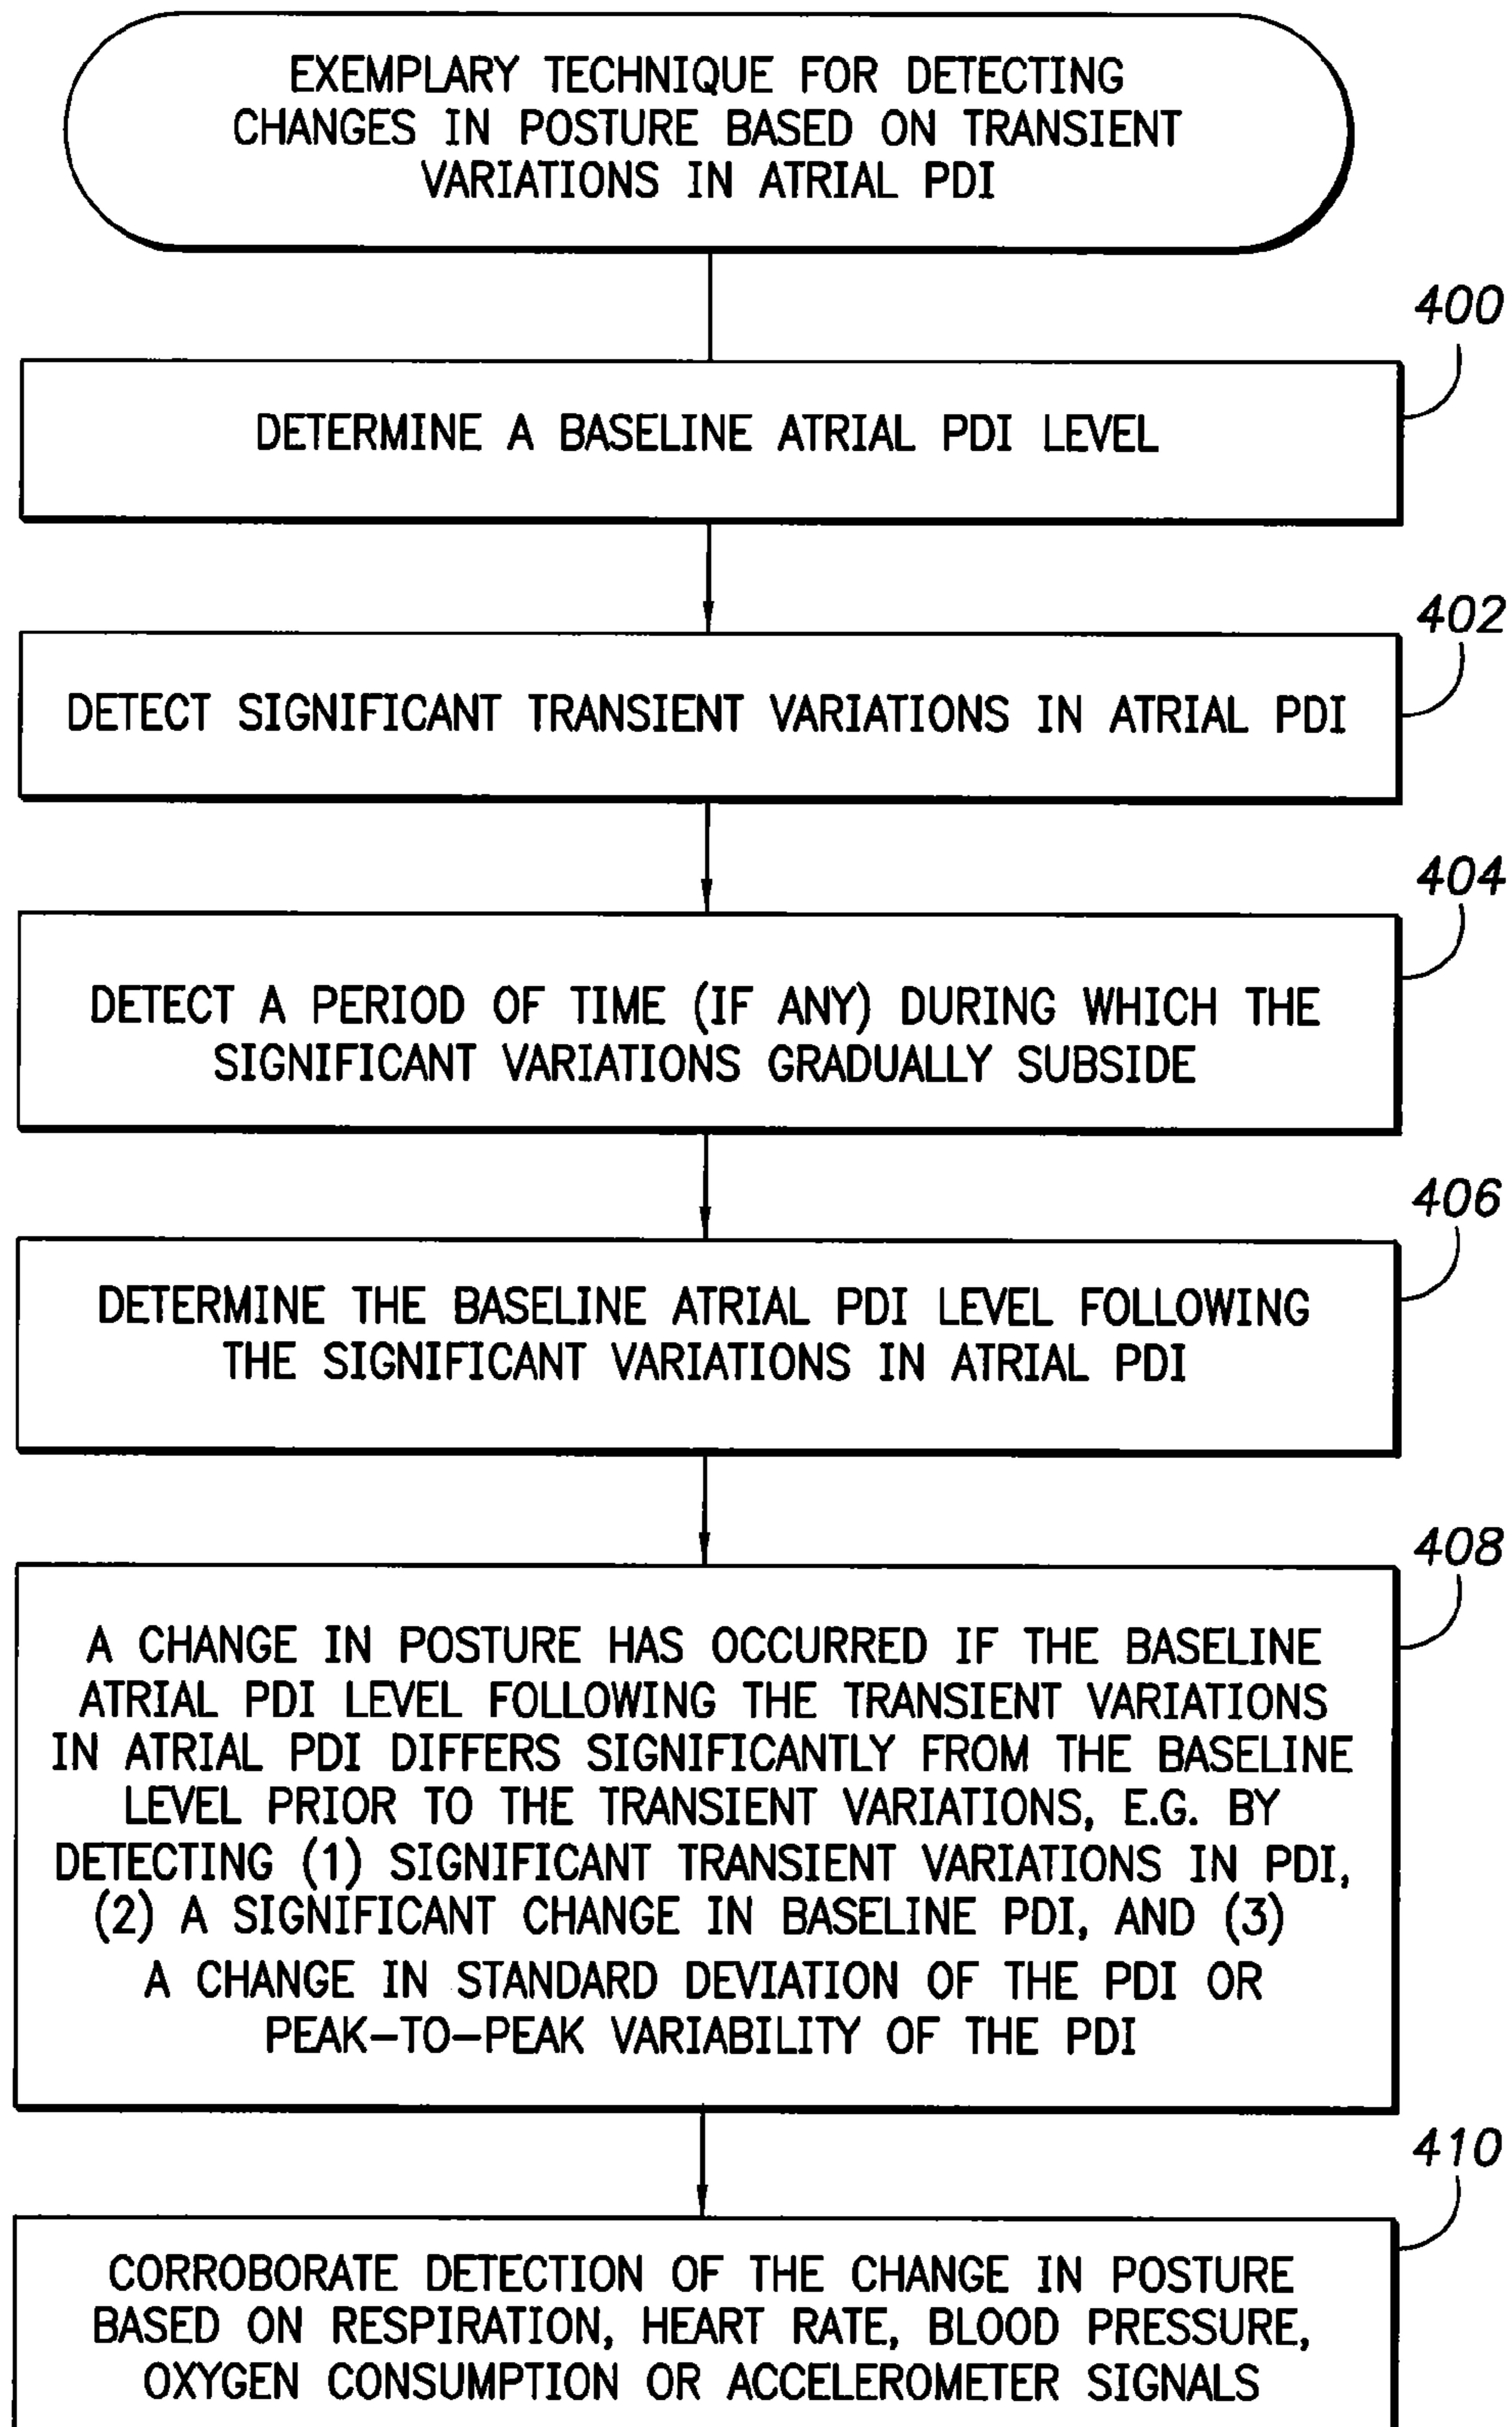 EXEMPLARY TECHNIQUE FOR DETECTING
CHANGES IN POSTURE BASED ON TRANSIENT
VARIATIONS IN ATRIAL PDI
400
DETERMINE A BASELINE ATRIAL PDI LEVEL
402
DETECT SIGNIFICANT TRANSIENT VARIATIONS IN ATRIAL PDI
404
DETECT A PERIOD OF TIME (IF ANY) DURING WHICH THE
SIGNIFICANT VARIATIONS GRADUALLY SUBSIDE
406
DETERMINE THE BASELINE ATRIAL PDI LEVEL FOLLOWING
THE SIGNIFICANT VARIATIONS IN ATRIAL PDI
408
A CHANGE IN POSTURE HAS OCCURRED IF THE BASELINE
ATRIAL PDI LEVEL FOLLOWING THE TRANSIENT VARIATIONS
IN ATRIAL PDI DIFFERS SIGNIFICANTLY FROM THE BASELINE
LEVEL PRIOR TO THE TRANSIENT VARIATIONS, E.G. BY
DETECTING (1) SIGNIFICANT TRANSIENT VARIATIONS IN PDI,
(2) A SIGNIFICANT CHANGE IN BASELINE PDI, AND (3)
A CHANGE IN STANDARD DEVIATION OF THE PDI OR
PEAK-TO-PEAK VARIABILITY OF THE PDI
410
CORROBORATE DETECTION OF THE CHANGE IN POSTURE
BASED ON RESPIRATION, HEART RATE, BLOOD PRESSURE,
OXYGEN CONSUMPTION OR ACCELEROMETER SIGNALS